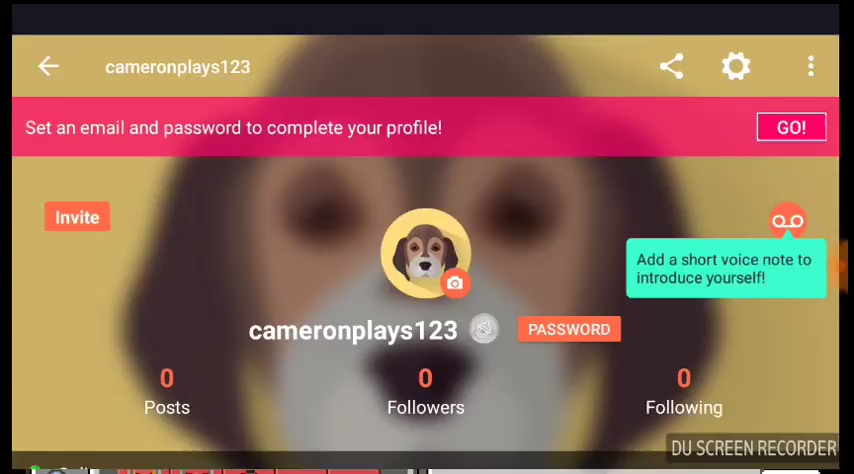 cameronplays123
Set an email and password to complete your profile!
GO!
Invite
Add a short voice note to
introduce yourself!
cameronplays123
PASSWORD
0
Posts
0
Followers
0
Following
DU SCREEN RECORDER